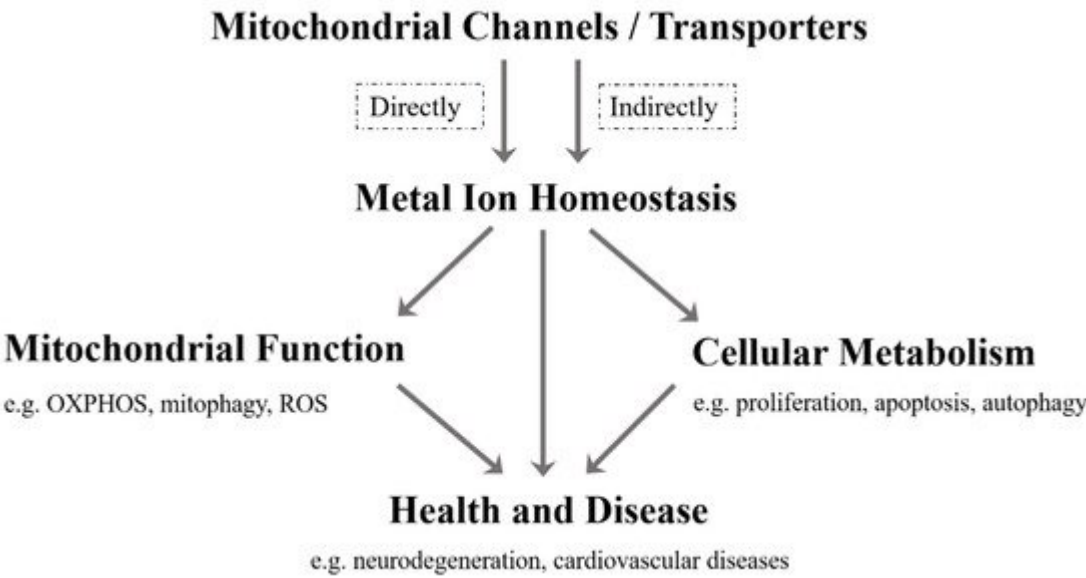 Mitochondrial Channels / Transporters
Directly
Indirectly
Metal Ion Homeostasis
Mitochondrial Function
e.g. OXPHOS, mitophagy, ROS
Cellular Metabolism
e.g. proliferation, apoptosis, autophagy
Health and Disease
e.g. neurodegeneration, cardiovascular diseases